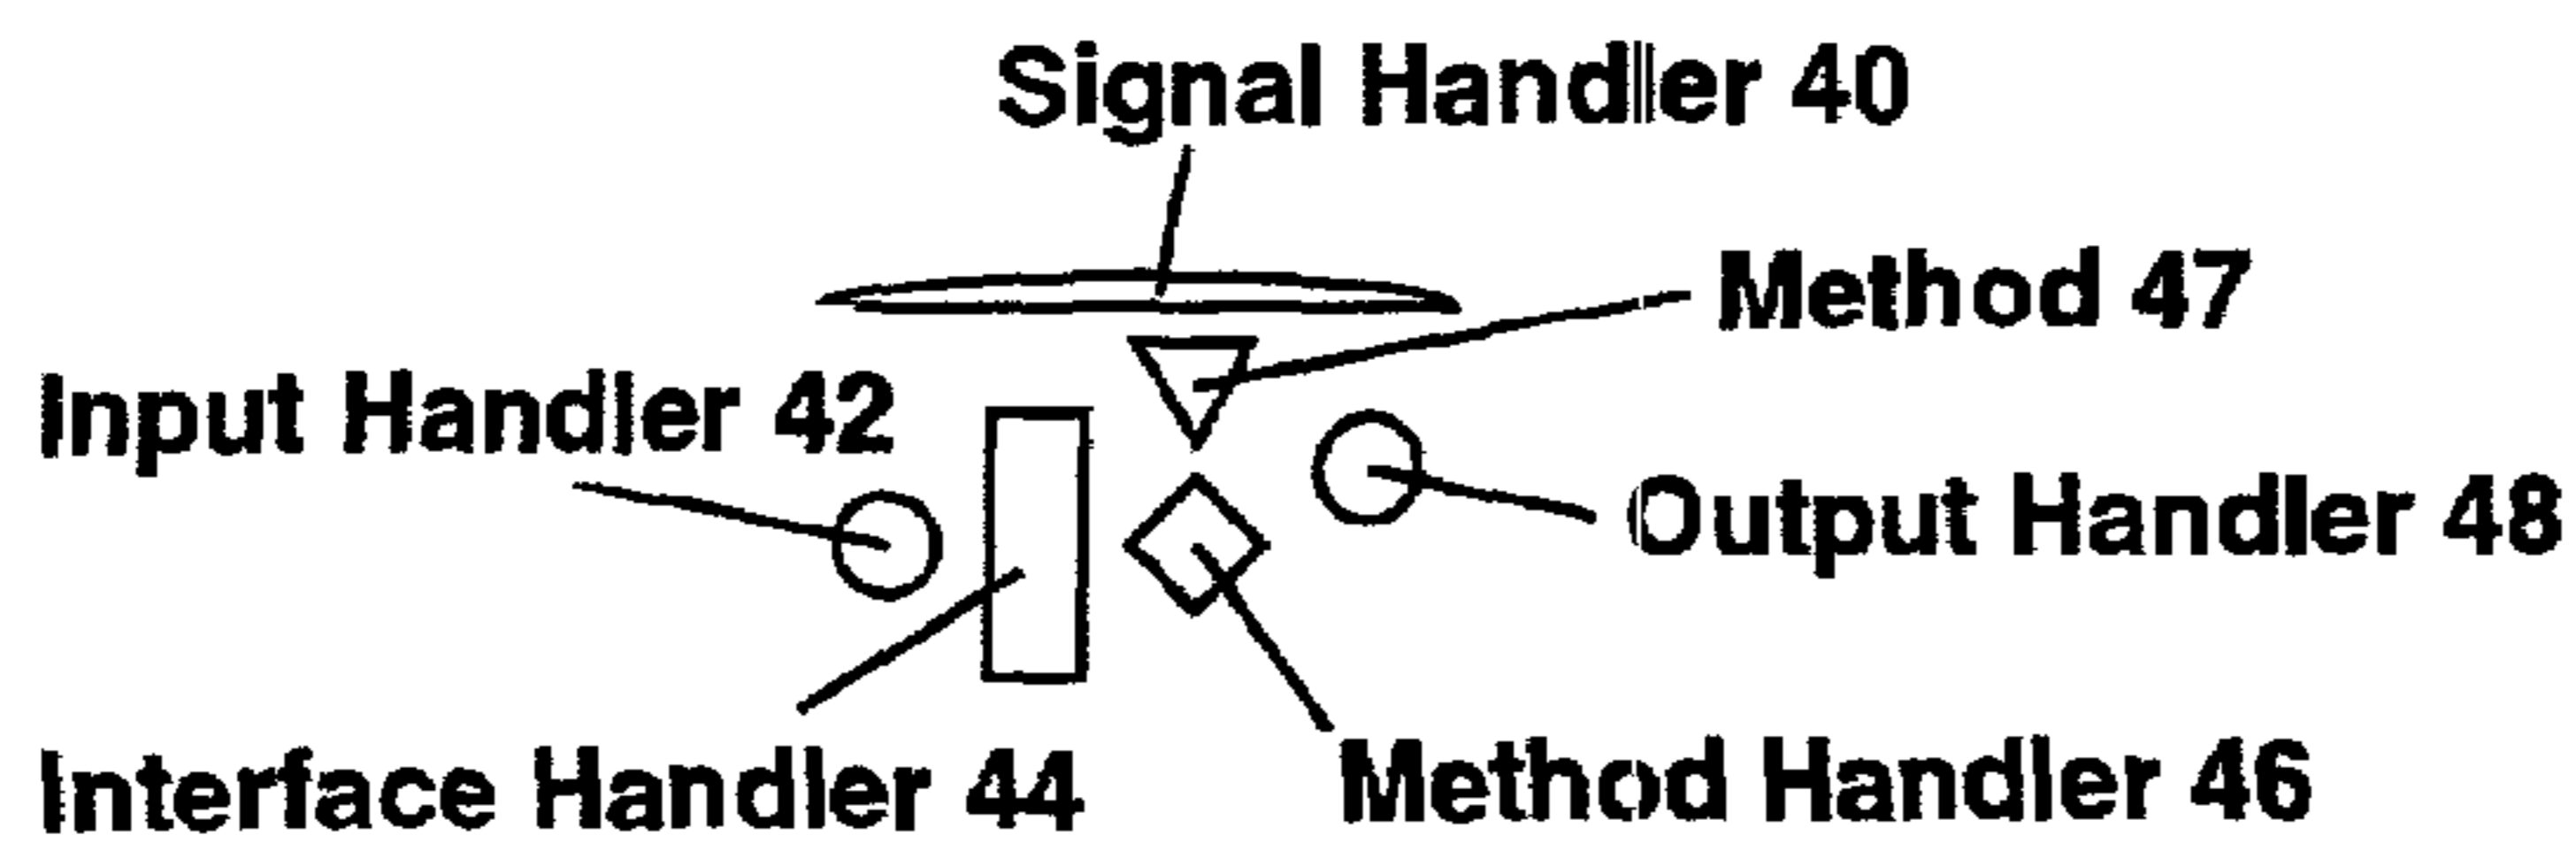 Signal Handler 40
Method 47
Input Handler 42
Output Handler 48
Interface Handler 44
Method Handler 46